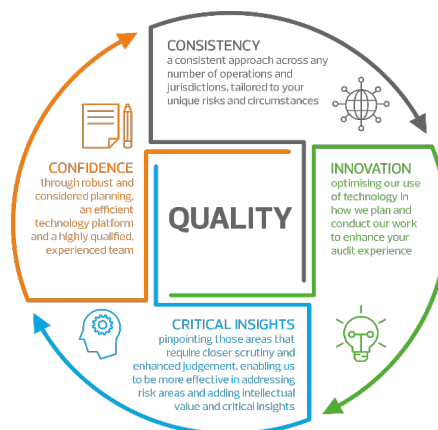 CONSISTENCY
a consistent approach across any
number of operations and
jurisdictions, tailored to your
unique risks and circumstances
CONFIDENCE
through robust and
considered planning,
an efficient
technology platform
and a highly qualified,
experienced team
QUALITY
INNOVATION
optimising our use
of technology in
how we plan and
conduct our work
to enhance your
audit experience
CRITICAL INSIGHTS
pinpointing those areas that
require closer scrutiny and
enhanced judgement, enabling us
to be more effective in addressing
risk areas and adding intellectual
value and critical insights